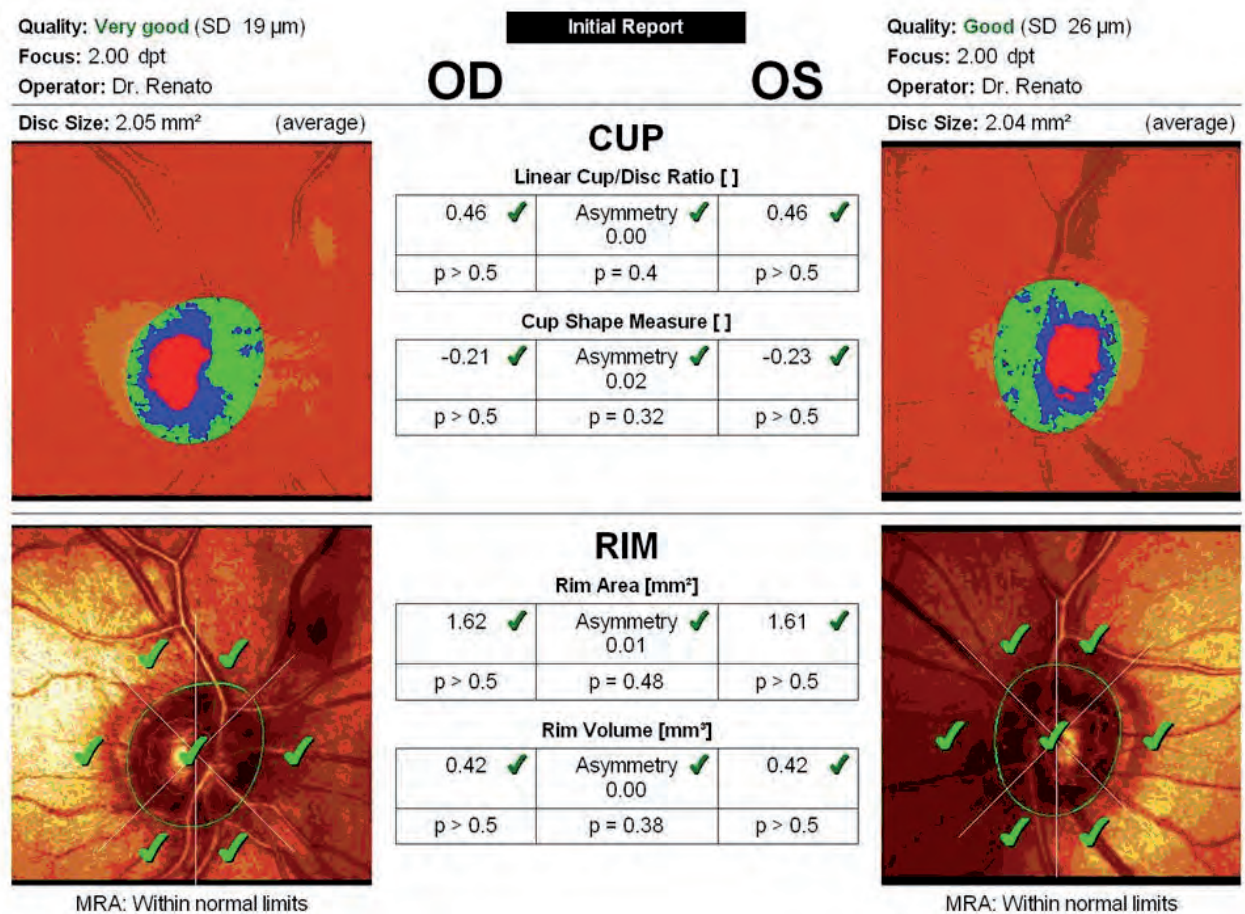 Initial Report
Quality: Very good (SD 19 µm)
Focus: 2.00 dpt
Operator: Dr. Renato
OD
OS
Quality: Good (SD 26 µm)
Focus: 2.00 dpt
Operator: Dr. Renato
Disc Size: 2.05 mm² (average)
Disc Size: 2.04 mm² (average)
CUP
Linear Cup/Disc Ratio [ ]
0.46 Asymmetry 0.46
0.00
p > 0.5 p = 0.4 p > 0.5
Cup Shape Measure [ ]
-0.21 Asymmetry -0.23
0.02
p > 0.5 p = 0.32 p > 0.5
RIM
Rim Area [mm²]
1.62 Asymmetry 1.61
0.01
p > 0.5 p = 0.48 p > 0.5
Rim Volume [mm³]
0.42 Asymmetry 0.42
0.00
p > 0.5 p = 0.38 p > 0.5
MRA: Within normal limits
MRA: Within normal limits